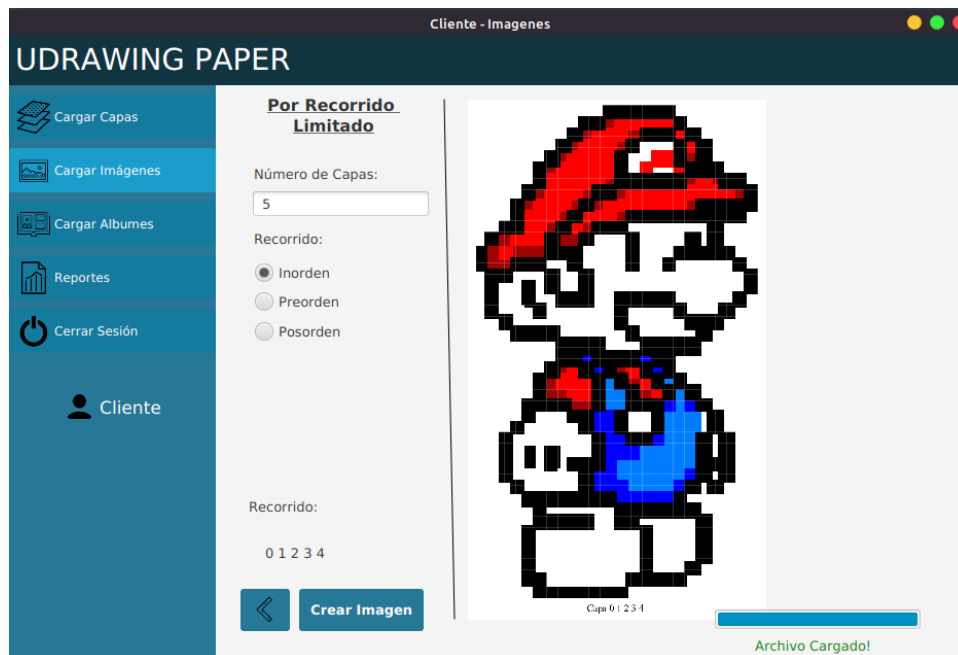 Cliente - Imagenes
UDRAWING PAPER
Cargar Capas
Cargar Imágenes
Cargar Albumes
Reportes
Cerrar Sesión
Cliente
Por Recorrido
Limitado
Número de Capas:
5
Recorrido:
Inorden
Preorden
Posorden
Recorrido:
0 1 2 3 4
Crear Imagen
Capa 0 1 2 3 4
Archivo Cargado!